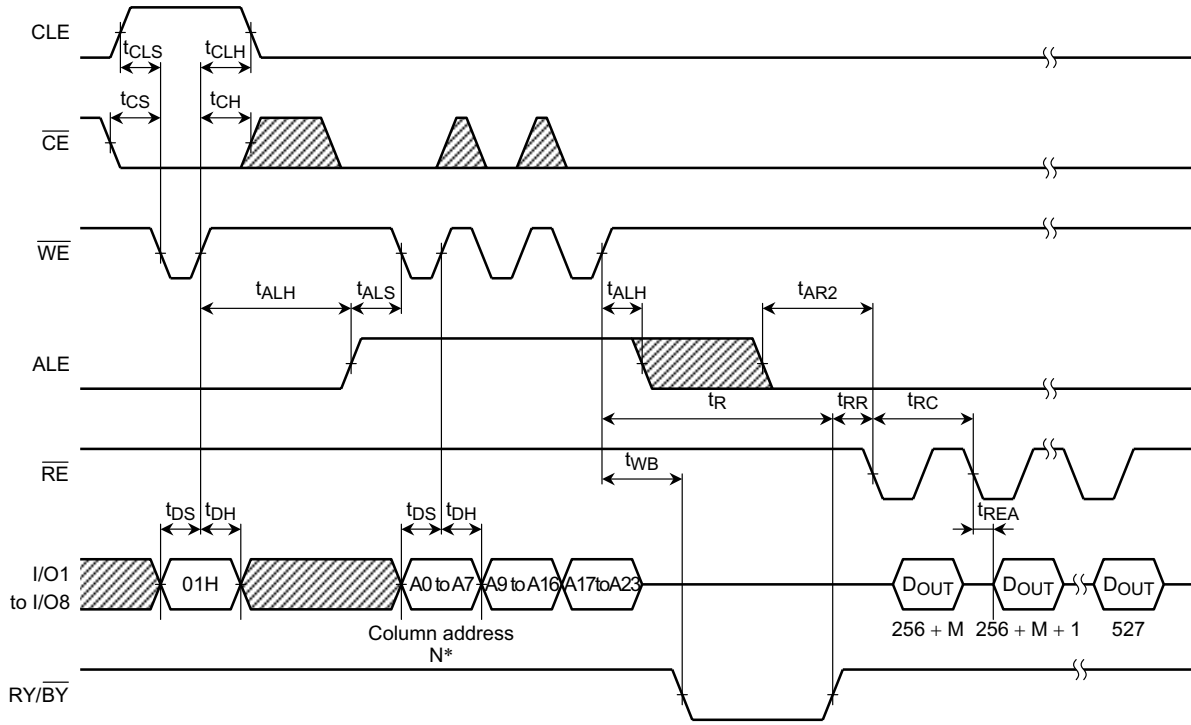 CLE
tCLS
tCLH
tCS
tCH
CE
WE
tALH
tALS
tALH
tAR2
ALE
tR
tRR
tRC
RE
tWB
tDS
tDH
tDS
tDH
tREA
I/O1
to I/O8
01H
A0 to A7
A9 to A16
A17 to A23
DOUT
DOUT
DOUT
256 + M
256 + M + 1
527
Column address
N*
RY/BY